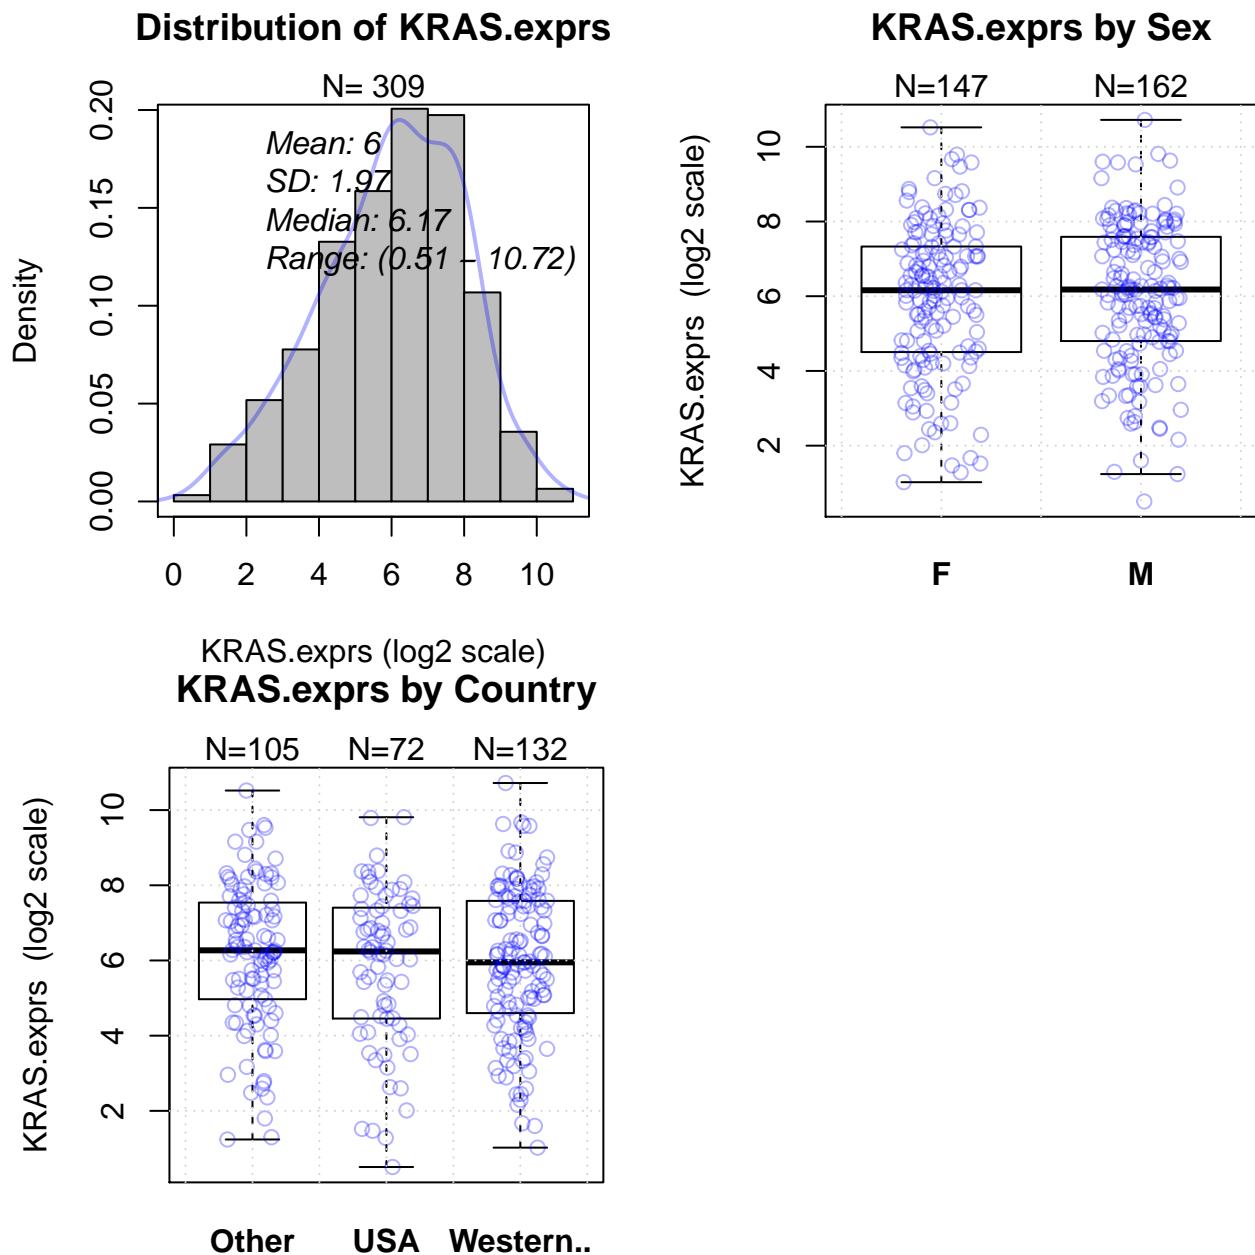 Distribution of KRAS.exprs
N= 309
Mean: 6
SD: 1.97
Median: 6.17
Range: (0.51 − 10.72)
Density
0.00 0.05 0.10 0.15 0.20
0 2 4 6 8 10
KRAS.exprs (log2 scale)
KRAS.exprs by Sex
N=147 N=162
KRAS.exprs (log2 scale)
2 4 6 8 10
F M
KRAS.exprs by Country
N=105 N=72 N=132
KRAS.exprs (log2 scale)
2 4 6 8 10
Other USA Western..